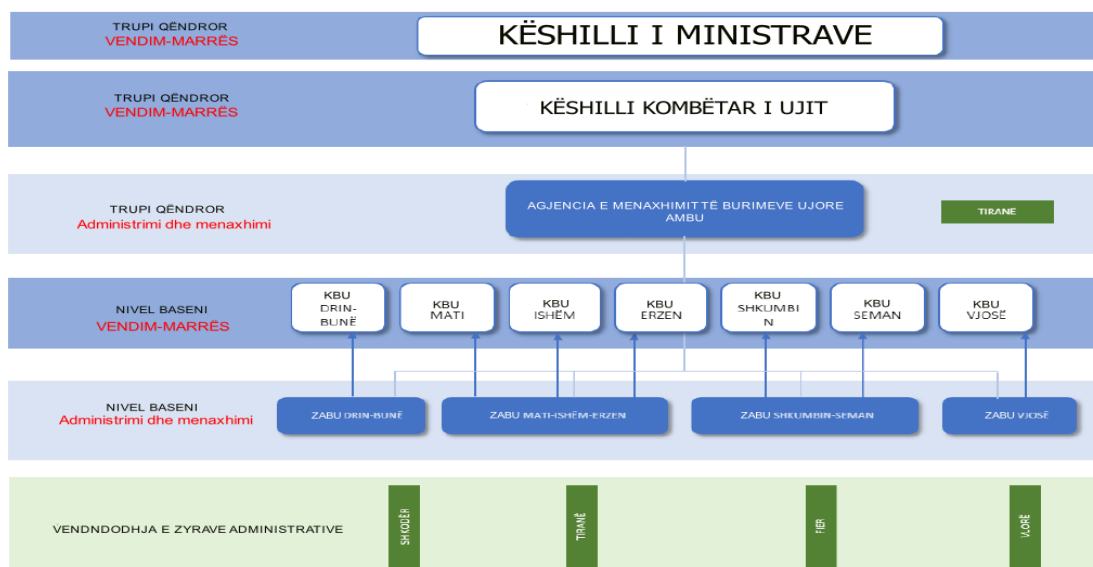 TRUPI QËNDROR
VENDIM-MARRËS
KËSHILLI I MINISTRAVE
TRUPI QËNDROR
VENDIM-MARRËS
KËSHILLI KOMBËTAR I UJIT
TRUPI QËNDROR
Administrimi dhe menaxhimi
AGJENCIA E MENAXHIMIT TË BURIMEVE UJORE
AMBU
TIRANË
NIVEL BASENI
VENDIM-MARRËS
KBU
DRIN-
BUNË
KBU
MATI
KBU
ISHËM
KBU
ERZEN
KBU
SHKUMBI
N
KBU
SEMAN
KBU
VJOSË
NIVEL BASENI
Administrimi dhe menaxhimi
ZABU DRIN-BUNË
ZABU MATI-ISHËM-ERZEN
ZABU SHKUMBIN-SEMAN
ZABU VJOSË
VENDNDODHJA E ZYRAVE ADMINISTRATIVE
SHKODËR
TIRANË
FIER
VLORË